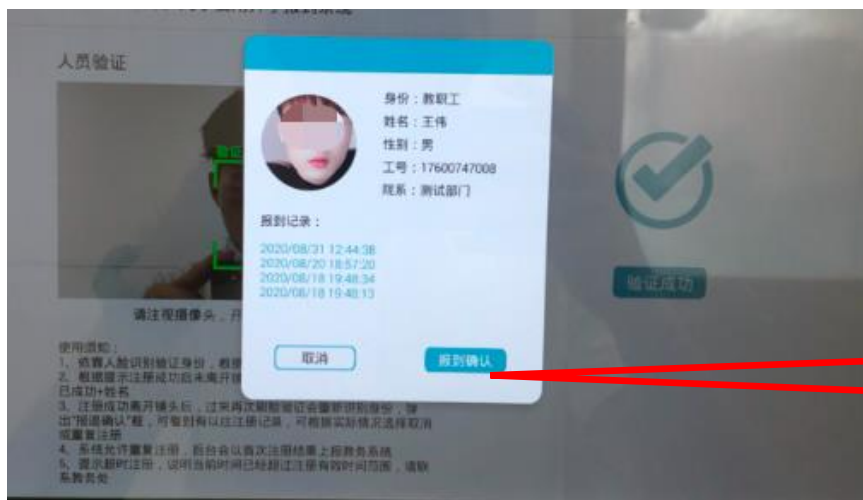 人员验证
验证
身份：教职工
姓名：王伟
性别：男
工号：17600747008
院系：测试部门
报到记录：
2020/08/31 12:44:38
2020/08/20 18:57:20
2020/08/18 19:48:34
2020/08/18 19:48:13
取消
报到确认
验证成功
请注视摄像头，
使用须知：
1、依靠人脸识别验证身份，根据
2、根据提示注册成功后未离开镜
已成功+姓名
3、注册成功离开镜头后，过来再次刷脸验证会重新识别身份，弹
出"报道确认"框，可看到有以往注册记录，可根据实际情况选择取消
或重复注册
4、系统允许重复注册，后台会以首次注册结果上报教务系统
5、提示超时注册，说明当前时间已经超过注册有效时间范围，请联
系教务处